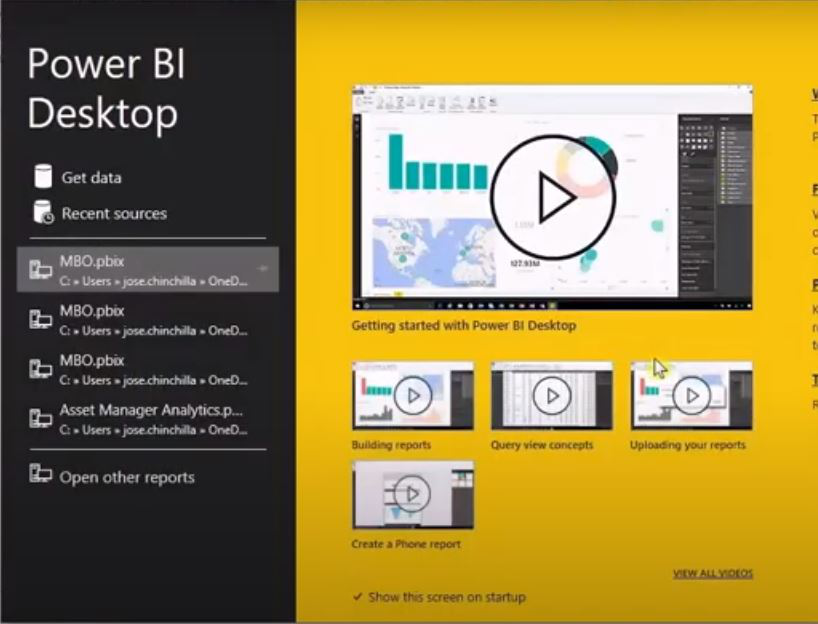 Power BI
Desktop
Get data
Recent sources
MBO.pbix
C: » Users » jose.chinchilla » OneD...
MBO.pbix
C: » Users » jose.chinchilla » OneD...
MBO.pbix
C: » Users » jose.chinchilla » OneD...
Asset Manager Analytics.p...
C: » Users » jose.chinchilla » OneD...
Open other reports
127.93M
Getting started with Power BI Desktop
Building reports
Query view concepts
Uploading your reports
Create a Phone report
VIEW ALL VIDEOS
Show this screen on startup